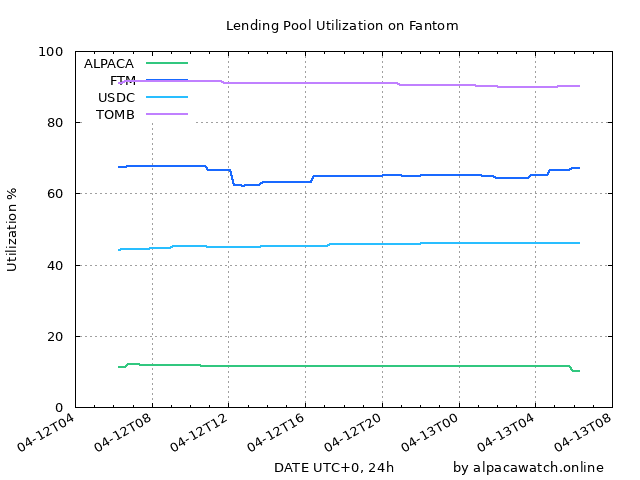 Lending Pool Utilization on Fantom
100
80
60
40
20
0
Utilization %
ALPACA
FTM
USDC
TOMB
04-12T04
04-12T08
04-12T12
04-12T16
04-12T20
04-13T00
04-13T04
04-13T08
DATE UTC+0, 24h
by alpacawatch.online